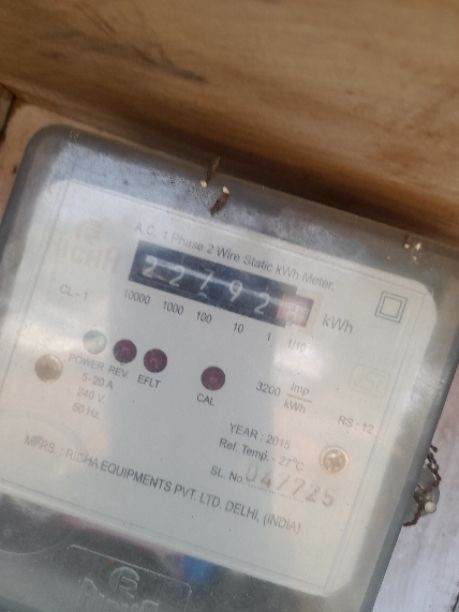 A.C. 1 Phase 2 Wire Static kWh Meter.
22792
kWh
CL-1
10000 1000 100 10 1 1/10
POWER REV. EFLT
CAL
3200 Imp/kWh
5-20 A
240 V.
50 Hz
RS-12
YEAR : 2015
Ref. Temp. - 27°C
SL. No. 047725
MFRS. : RICHA EQUIPMENTS PVT. LTD. DELHI, (INDIA)